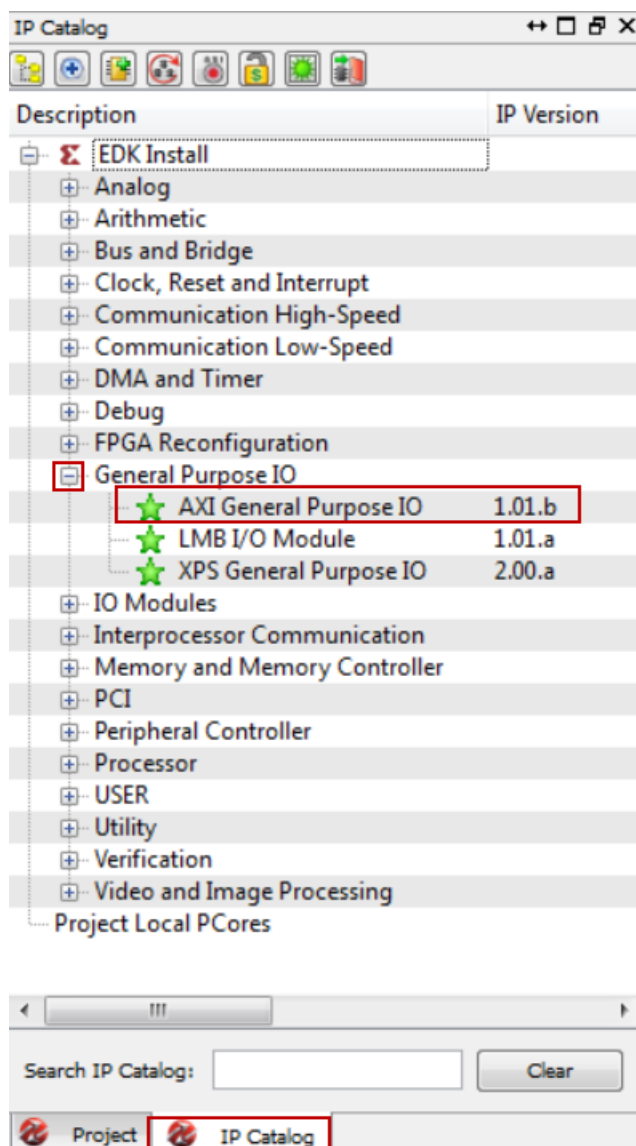 IP Catalog
Description IP Version
EDK Install
Analog
Arithmetic
Bus and Bridge
Clock, Reset and Interrupt
Communication High-Speed
Communication Low-Speed
DMA and Timer
Debug
FPGA Reconfiguration
General Purpose IO
AXI General Purpose IO 1.01.b
LMB I/O Module 1.01.a
XPS General Purpose IO 2.00.a
IO Modules
Interprocessor Communication
Memory and Memory Controller
PCI
Peripheral Controller
Processor
USER
Utility
Verification
Video and Image Processing
Project Local PCores
Search IP Catalog: Clear
Project IP Catalog